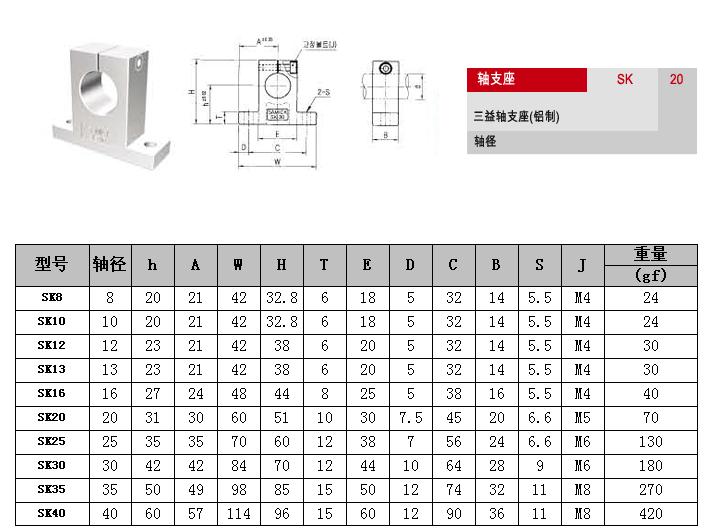 A ±0.05
고정볼트(J)
H
h ±0.02
T
2-S
SAMICK
SK30
E
D
C
W
B
d
轴支座 SK 20
三益轴支座(铝制)
轴径
型号 轴径 h A W H T E D C B S J 重量
(gf)
SK8 8 20 21 42 32.8 6 18 5 32 14 5.5 M4 24
SK10 10 20 21 42 32.8 6 18 5 32 14 5.5 M4 24
SK12 12 23 21 42 38 6 20 5 32 14 5.5 M4 30
SK13 13 23 21 42 38 6 20 5 32 14 5.5 M4 30
SK16 16 27 24 48 44 8 25 5 38 16 5.5 M4 40
SK20 20 31 30 60 51 10 30 7.5 45 20 6.6 M5 70
SK25 25 35 35 70 60 12 38 7 56 24 6.6 M6 130
SK30 30 42 42 84 70 12 44 10 64 28 9 M6 180
SK35 35 50 49 98 85 15 50 12 74 32 11 M8 270
SK40 40 60 57 114 96 15 60 12 90 36 11 M8 420